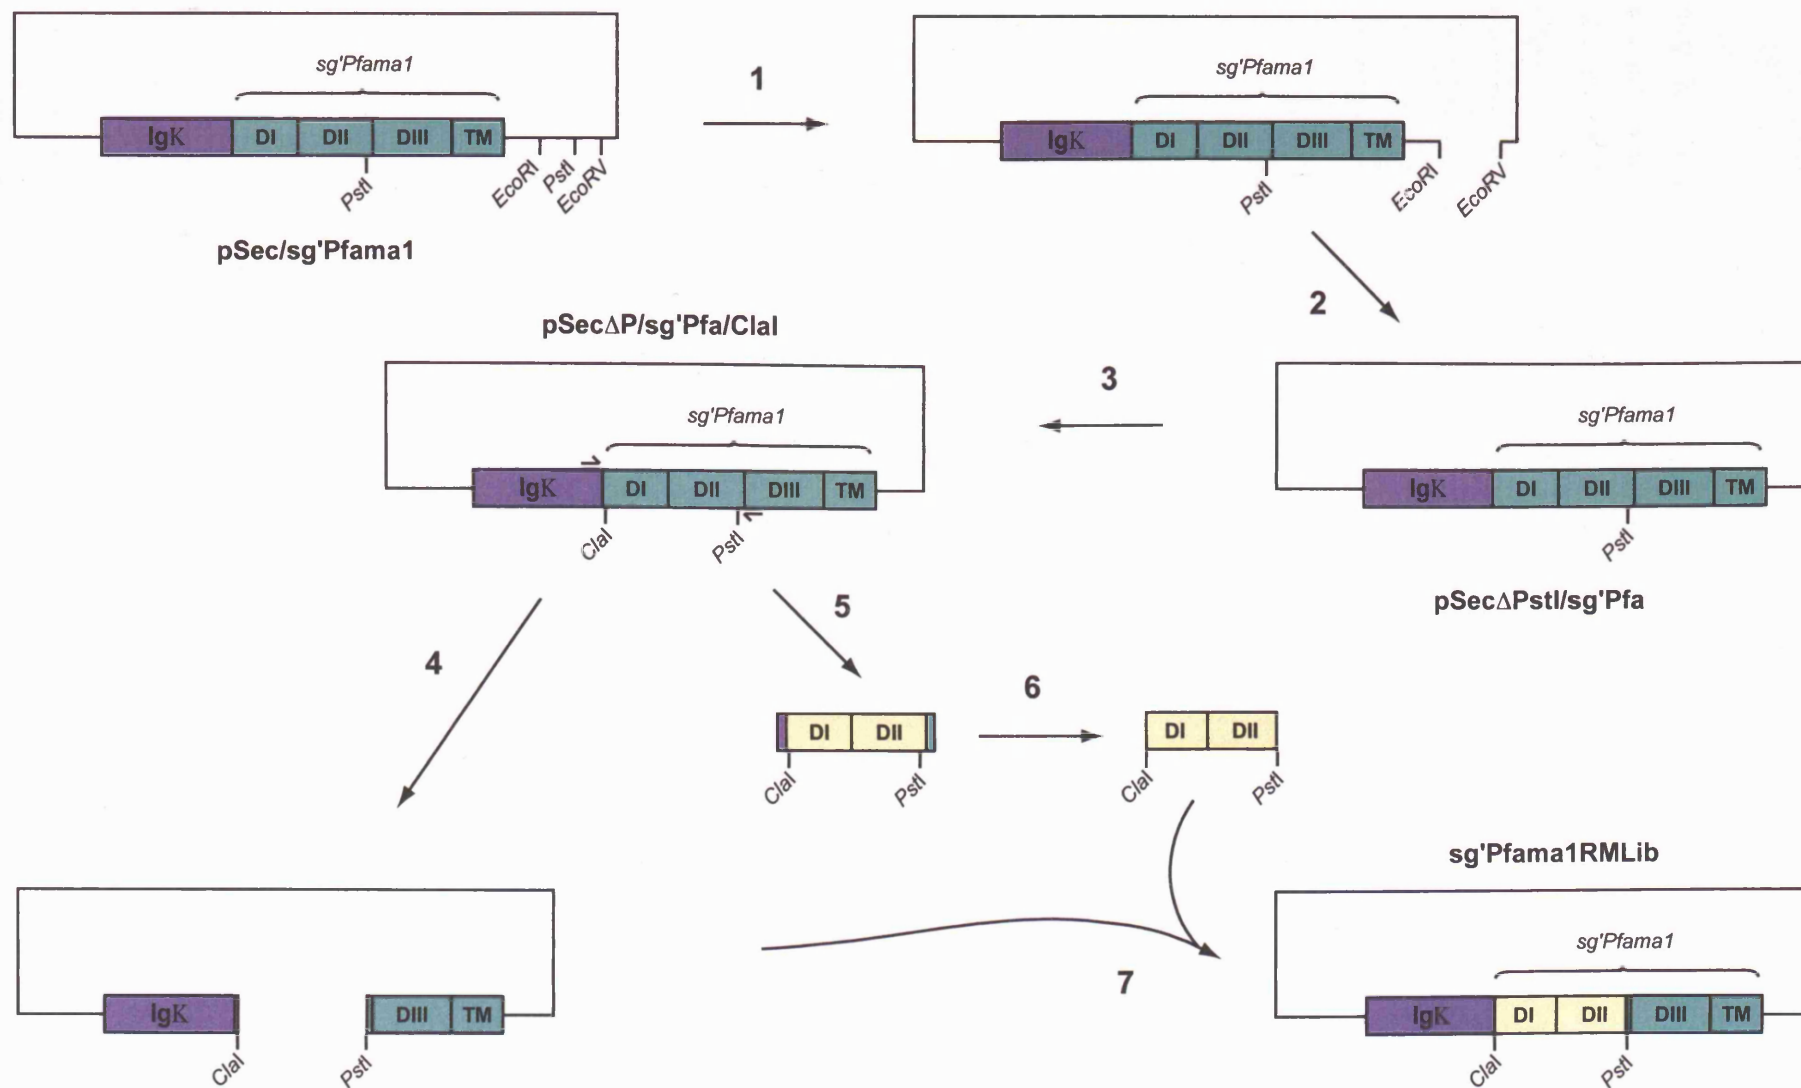 sg'Pfama1
IgK
DI
DII
DIII
TM
PstI
EcoRI
PstI
EcoRV
pSec/sg'Pfama1
1
sg'Pfama1
IgK
DI
DII
DIII
TM
PstI
EcoRI
EcoRV
2
pSecΔP/sg'Pfa/ClaI
sg'Pfama1
IgK
DI
DII
DIII
TM
ClaI
PstI
3
sg'Pfama1
IgK
DI
DII
DIII
TM
PstI
pSecΔPstI/sg'Pfa
4
5
DI
DII
ClaI
PstI
6
DI
DII
ClaI
PstI
IgK
DIII
TM
ClaI
PstI
7
sg'Pfama1RMLib
sg'Pfama1
IgK
DI
DII
DIII
TM
ClaI
PstI